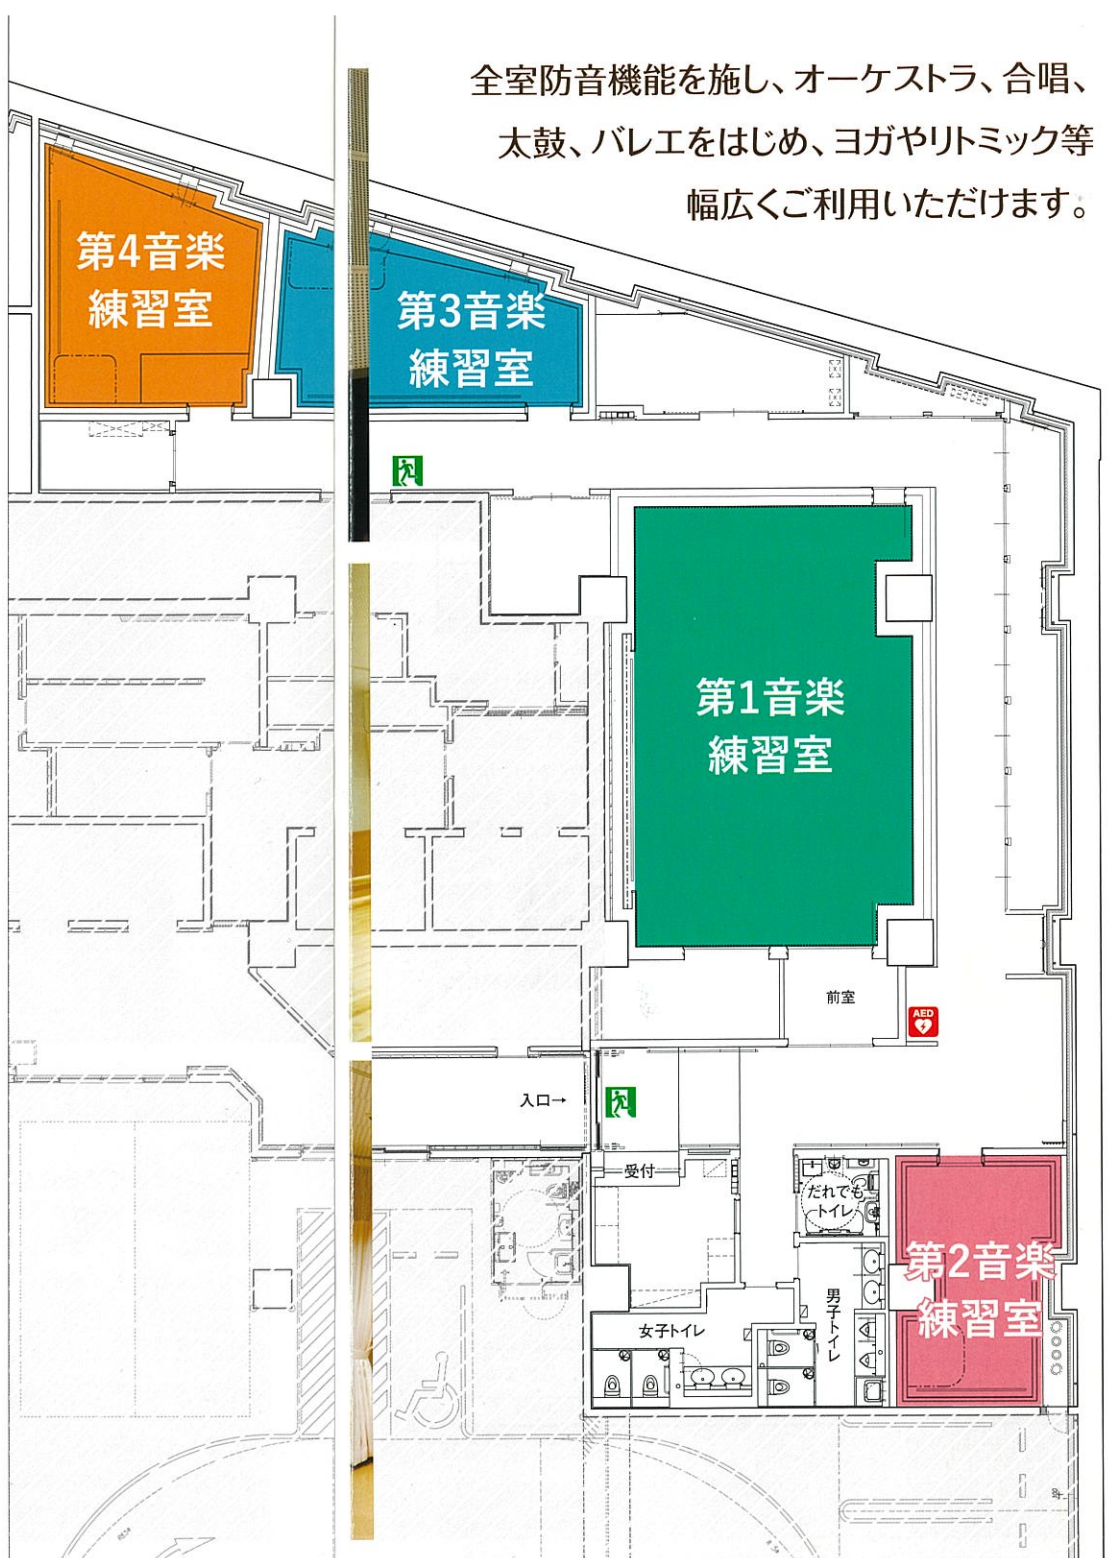 全室防音機能を施し、オーケストラ、合唱、
太鼓、バレエをはじめ、ヨガやリトミック等
幅広くご利用いただけます。
第4音楽
練習室
第3音楽
練習室
第1音楽
練習室
前室
AED
入口→
受付
だれでも
トイレ
第2音楽
練習室
男子トイレ
女子トイレ